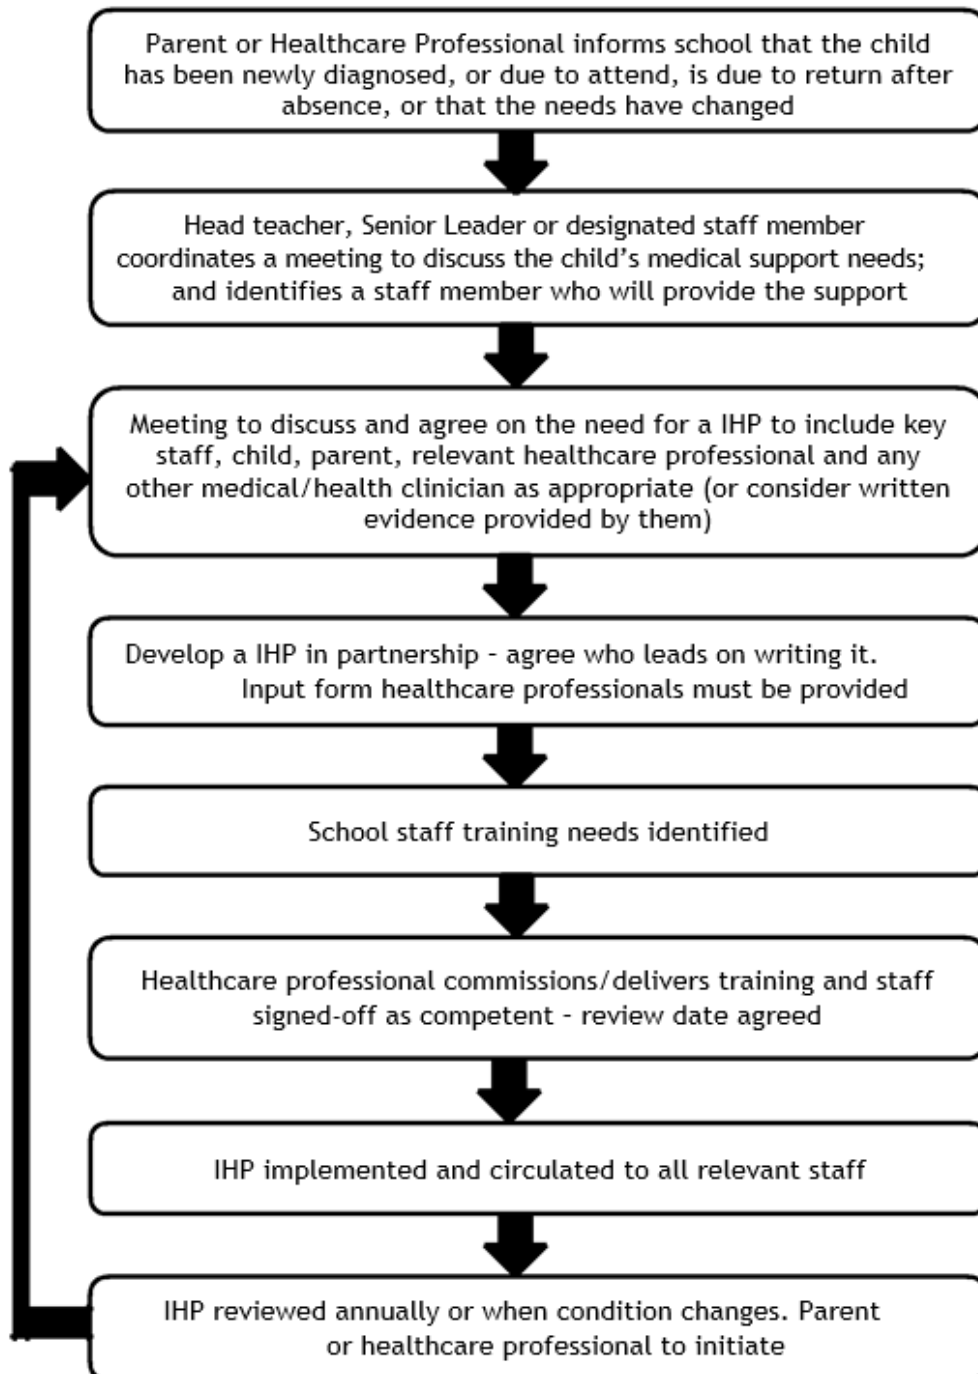 Parent or Healthcare Professional informs school that the child
has been newly diagnosed, or due to attend, is due to return after
absence, or that the needs have changed
Head teacher, Senior Leader or designated staff member
coordinates a meeting to discuss the child's medical support needs;
and identifies a staff member who will provide the support
Meeting to discuss and agree on the need for a IHP to include key
staff, child, parent, relevant healthcare professional and any
other medical/health clinician as appropriate (or consider written
evidence provided by them)
Develop a IHP in partnership - agree who leads on writing it.
Input form healthcare professionals must be provided
School staff training needs identified
Healthcare professional commissions/delivers training and staff
signed-off as competent - review date agreed
IHP implemented and circulated to all relevant staff
IHP reviewed annually or when condition changes. Parent
or healthcare professional to initiate